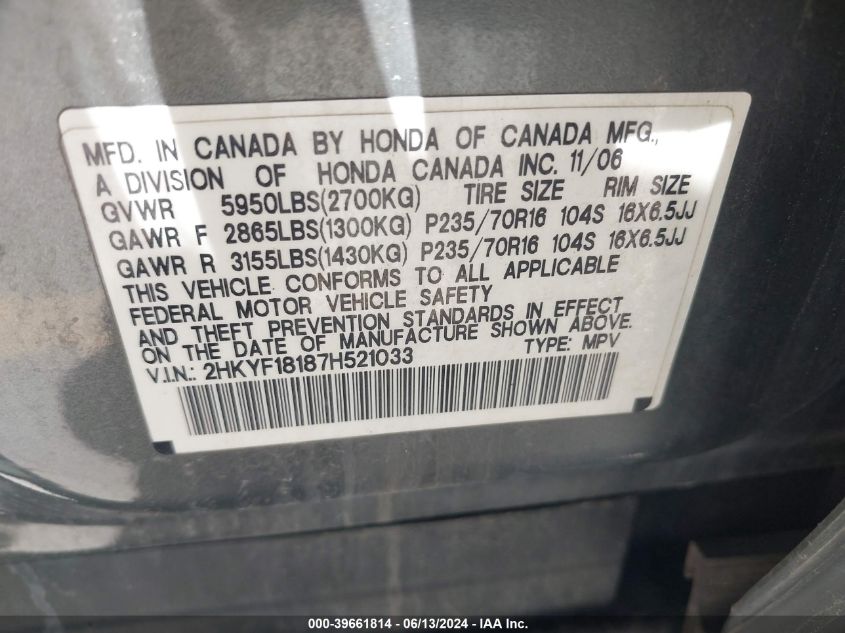 MFD. IN CANADA BY HONDA OF CANADA MFG.,
A DIVISION OF HONDA CANADA INC. 11/06
GVWR 5950LBS(2700KG) TIRE SIZE RIM SIZE
GAWR F 2865LBS(1300KG) P235/70R16 104S 16X6.5JJ
GAWR R 3155LBS(1430KG) P235/70R16 104S 16X6.5JJ
THIS VEHICLE CONFORMS TO ALL APPLICABLE
FEDERAL MOTOR VEHICLE SAFETY
AND THEFT PREVENTION STANDARDS IN EFFECT
ON THE DATE OF MANUFACTURE SHOWN ABOVE.
V.I.N.: 2HKYF18187H521033 TYPE: MPV
000-39661814 - 06/13/2024 - IAA Inc.